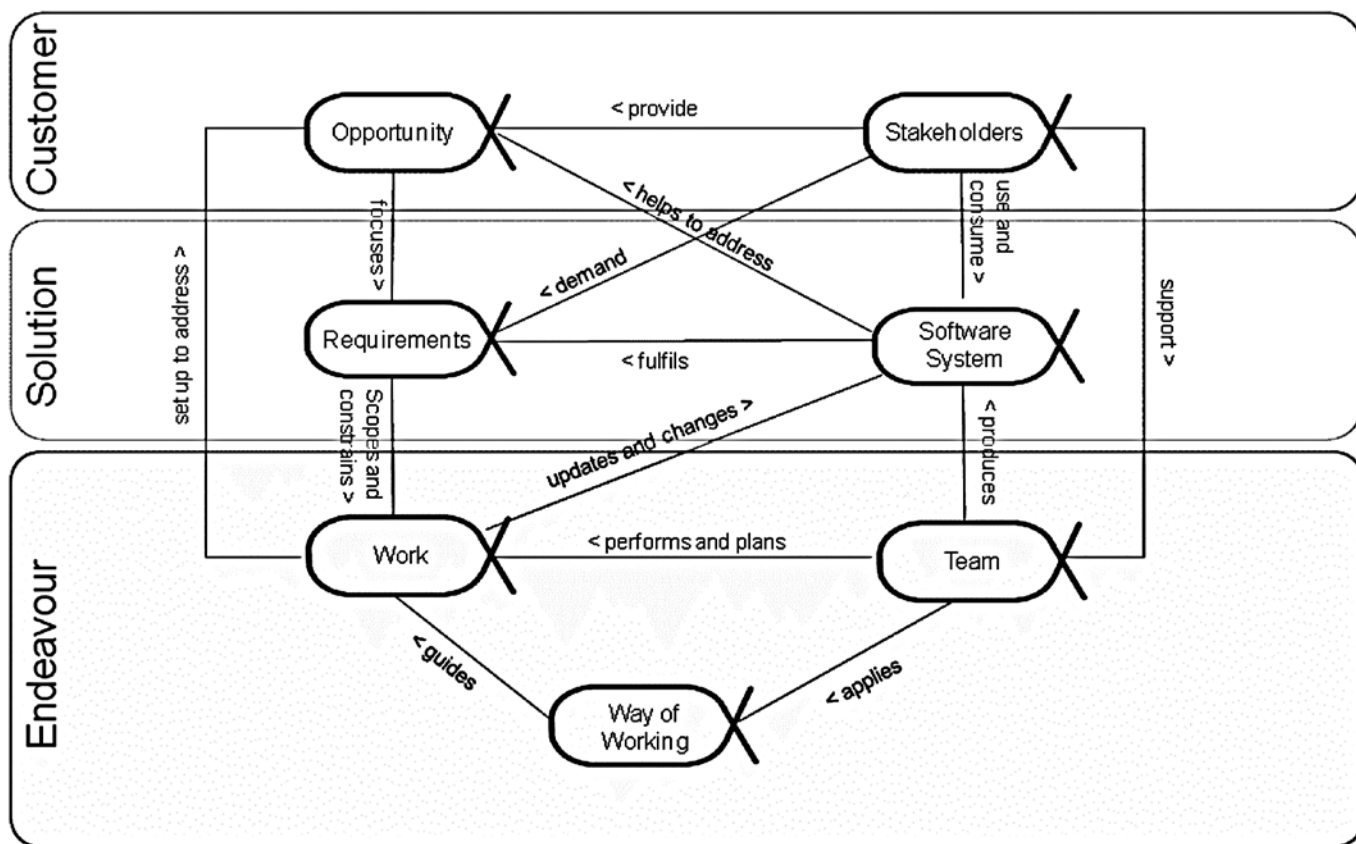 Customer
Opportunity
< provide
Stakeholders
focuses >
< helps to address
use and
consume >
< demand
Solution
set up to address >
support >
Requirements
< fulfils
Software
System
Scopes and
constrains >
updates and changes >
< produces
Endeavour
Work
< performs and plans
Team
< guides
< applies
Way of
Working